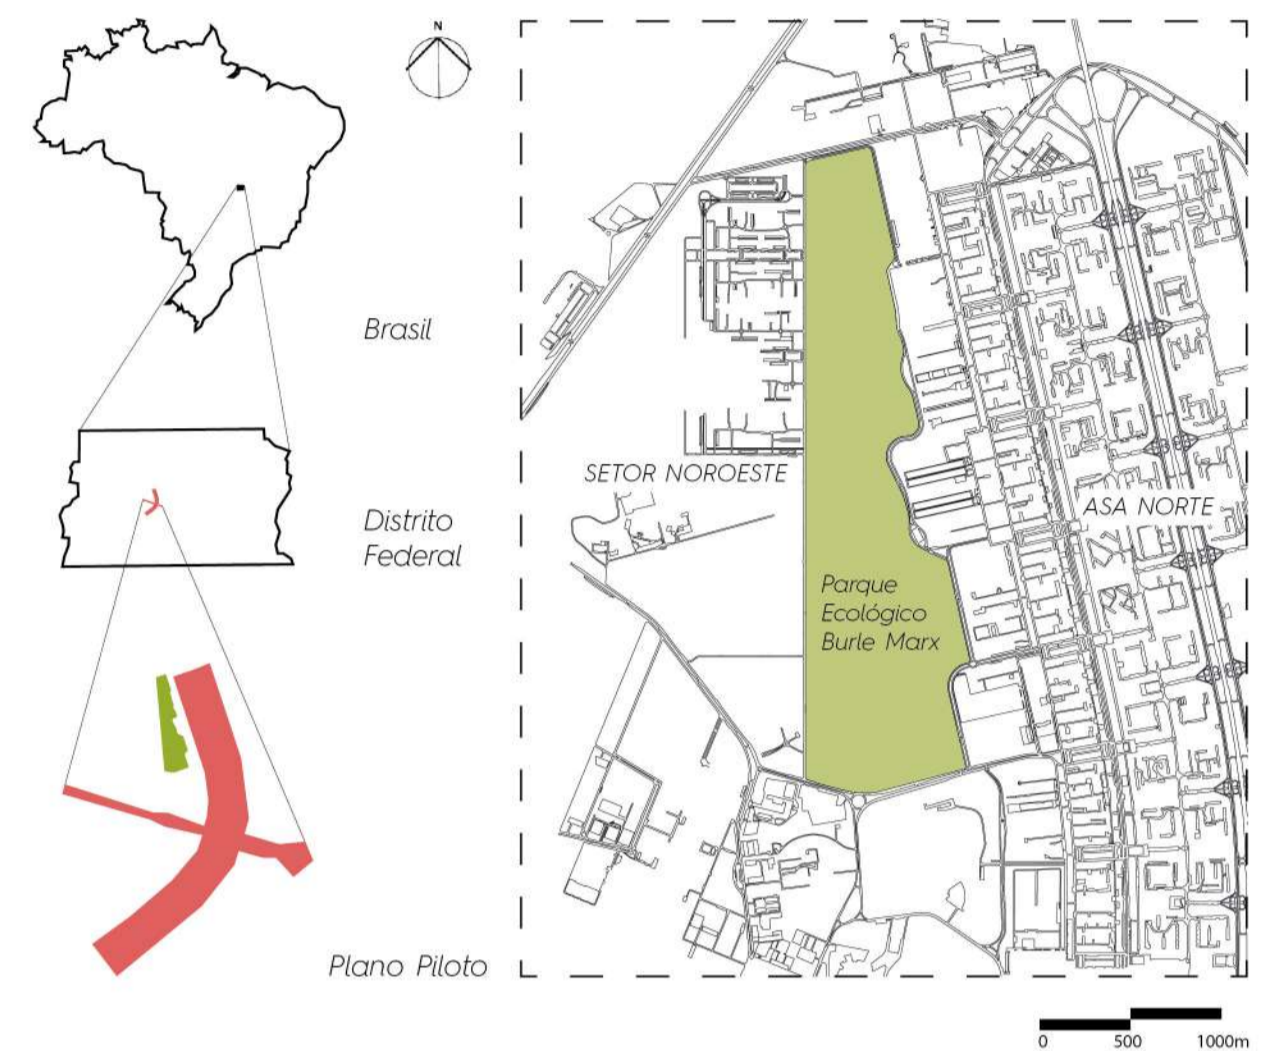 N
Brasil
Distrito
Federal
Plano Piloto
SETOR NOROESTE
ASA NORTE
Parque
Ecológico
Burle Marx
0 500 1000m